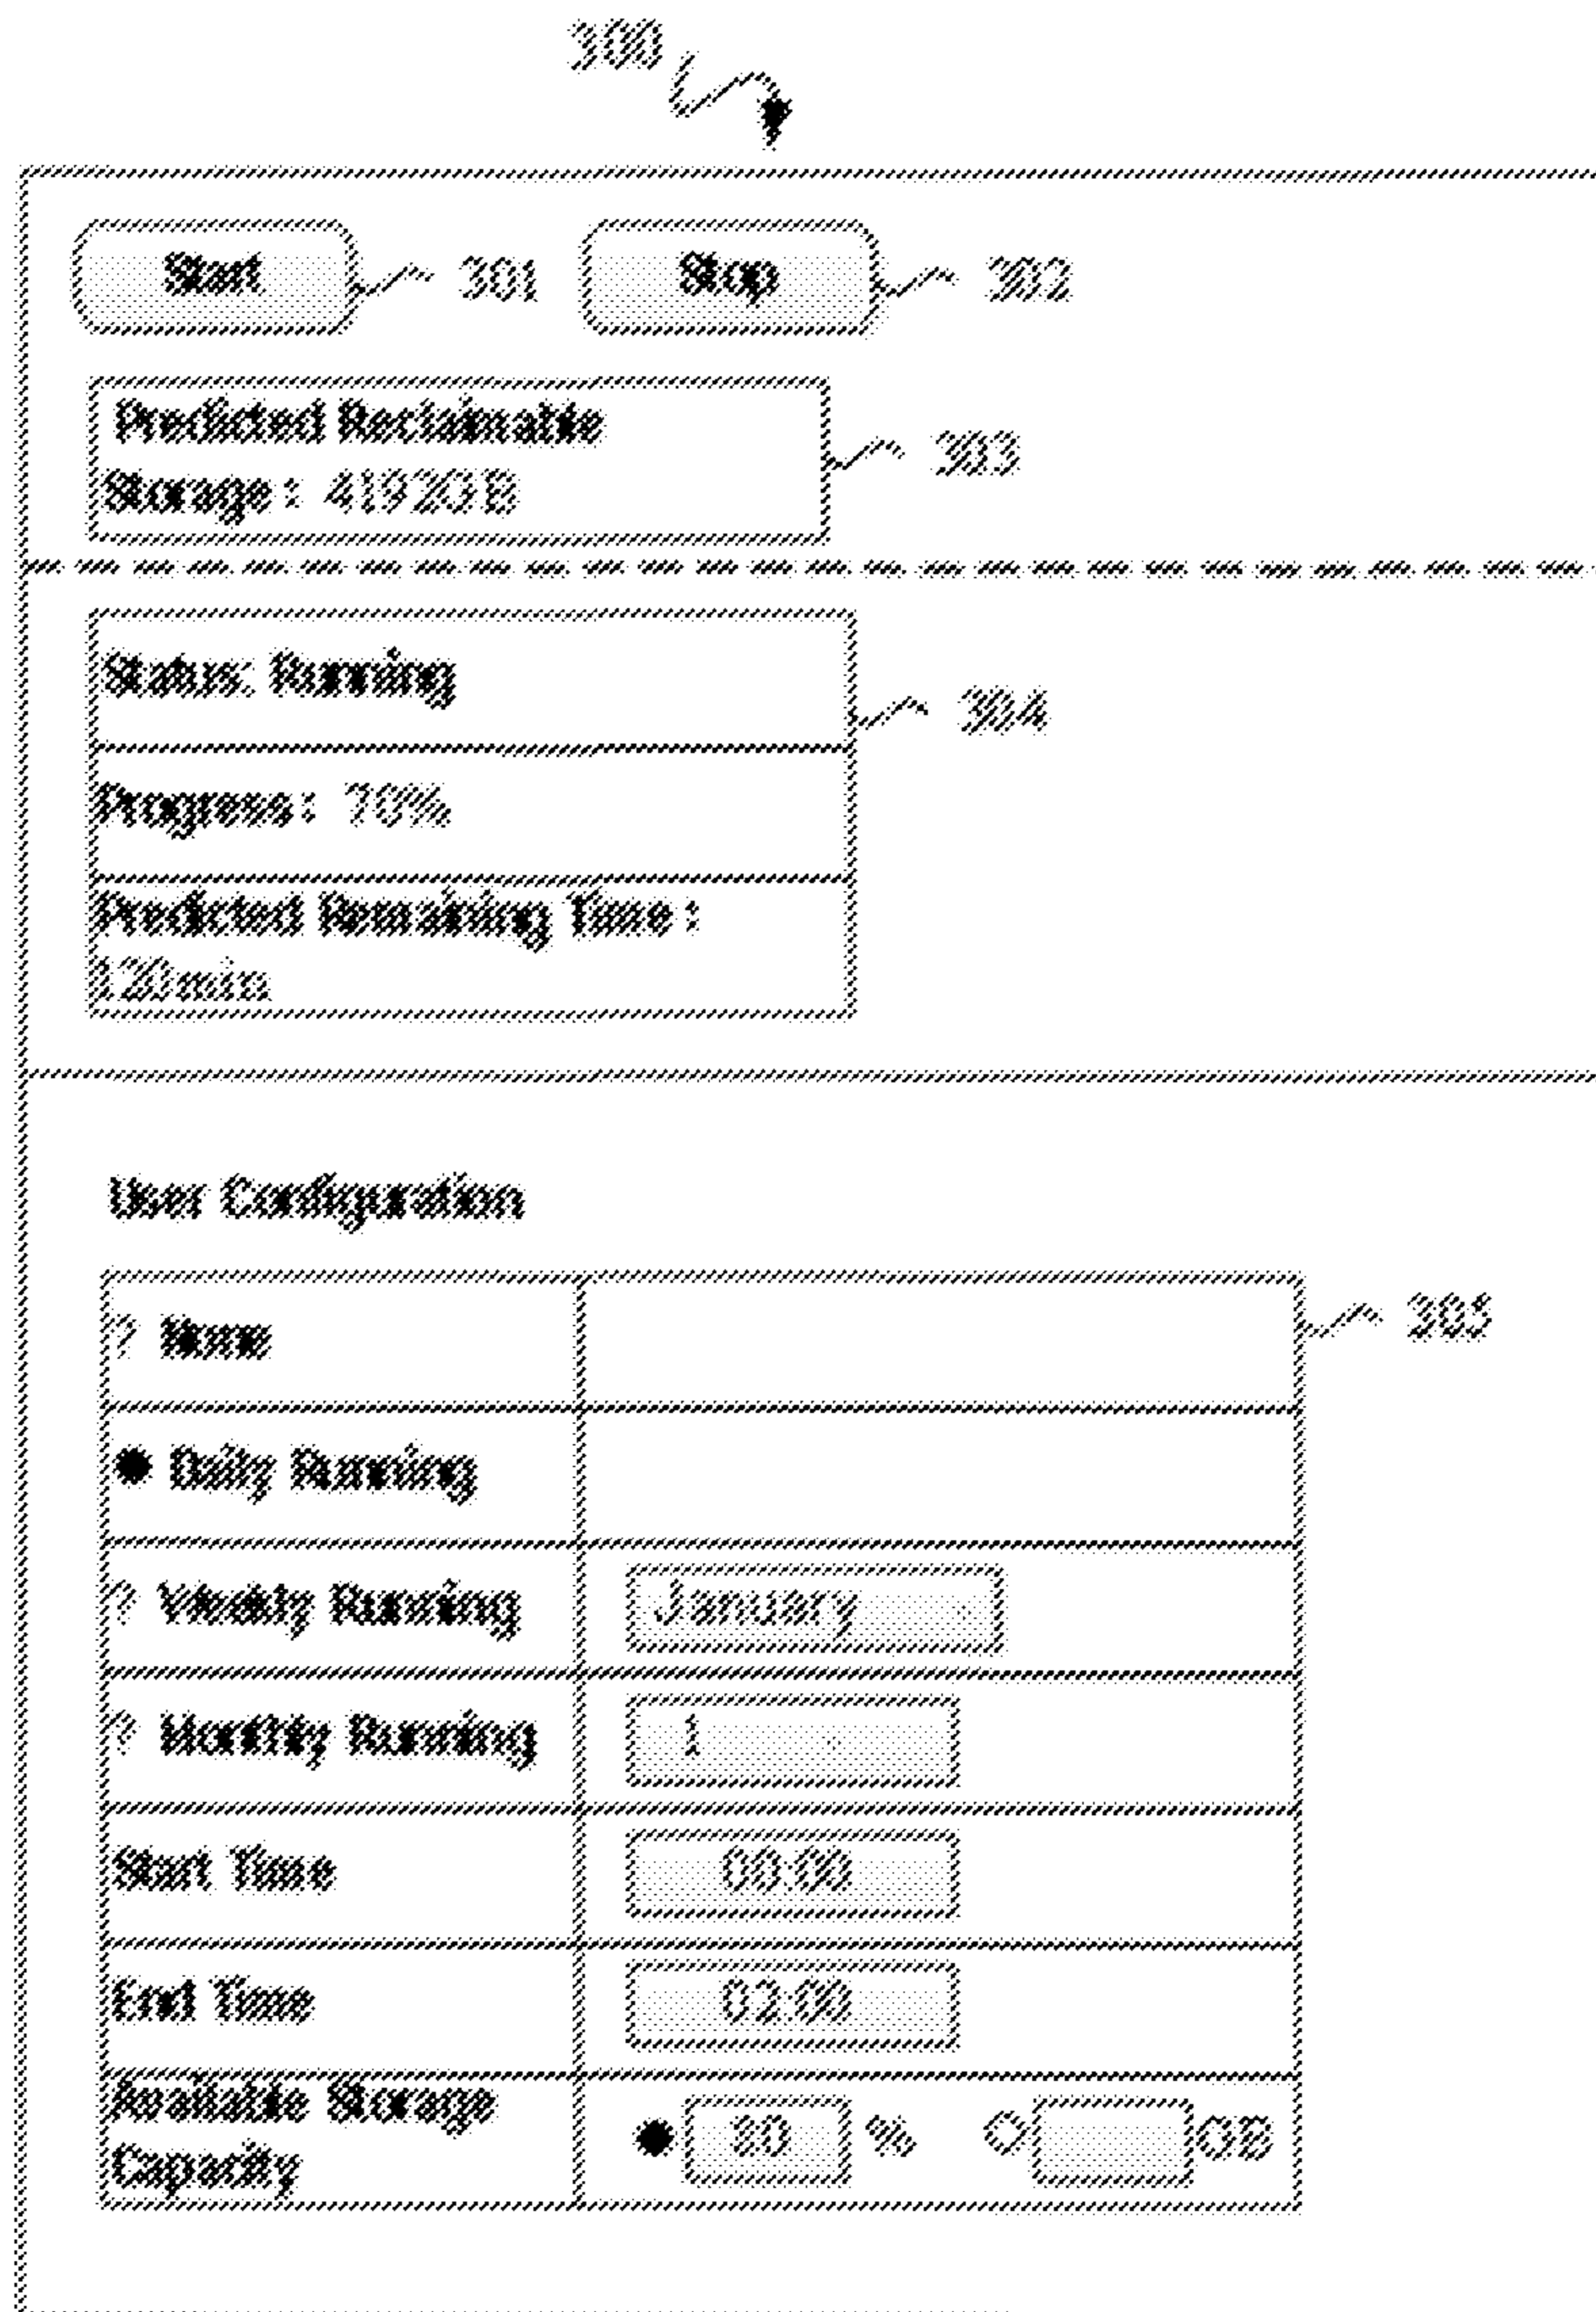 300
Start 301 Stop 302
Predicted Reclaimable
Storage: 4192GB
303
Status: Running
304
Progress: 70%
Predicted Remaining Time:
120min
User Configuration
? None
305
● Daily Running
? Weekly Running January
? Monthly Running 1
Start Time 00:00
End Time 02:00
Available Storage
Capacity
%
GB